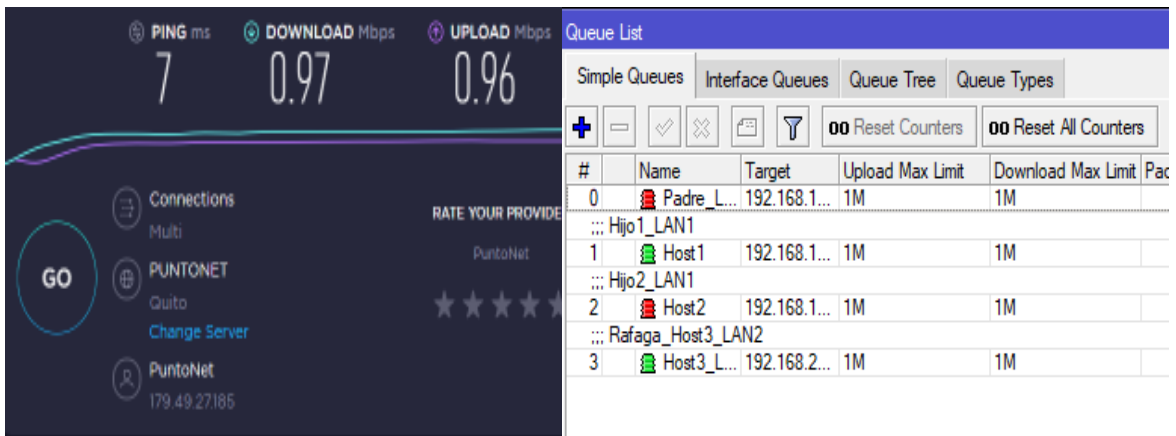 PING ms DOWNLOAD Mbps UPLOAD Mbps
7 0.97 0.96
Connections
Multi
RATE YOUR PROVIDE
GO
PUNTONET
Quito
Change Server
PuntoNet
PuntoNet
179.49.27.185
Queue List
Simple Queues Interface Queues Queue Tree Queue Types
00 Reset Counters 00 Reset All Counters
# Name Target Upload Max Limit Download Max Limit Pac
0 Padre_L... 192.168.1... 1M 1M
;;; Hijo1_LAN1
1 Host1 192.168.1... 1M 1M
;;; Hijo2_LAN1
2 Host2 192.168.1... 1M 1M
;;; Rafaga_Host3_LAN2
3 Host3_L... 192.168.2... 1M 1M